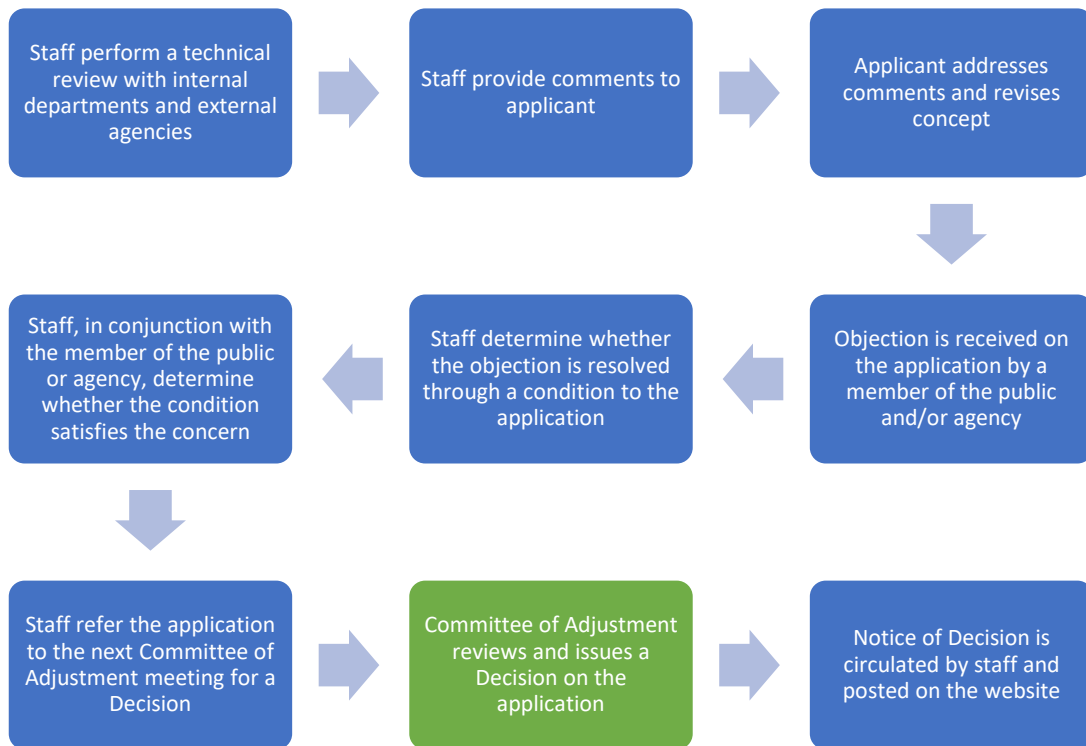 Staff perform a technical
review with internal
departments and external
agencies
Staff provide comments to
applicant
Applicant addresses
comments and revises
concept
Objection is received on
the application by a
member of the public
and/or agency
Staff determine whether
the objection is resolved
through a condition to the
application
Staff, in conjunction with
the member of the public
or agency, determine
whether the condition
satisfies the concern
Staff refer the application
to the next Committee of
Adjustment meeting for a
Decision
Committee of Adjustment
reviews and issues a
Decision on the
application
Notice of Decision is
circulated by staff and
posted on the website